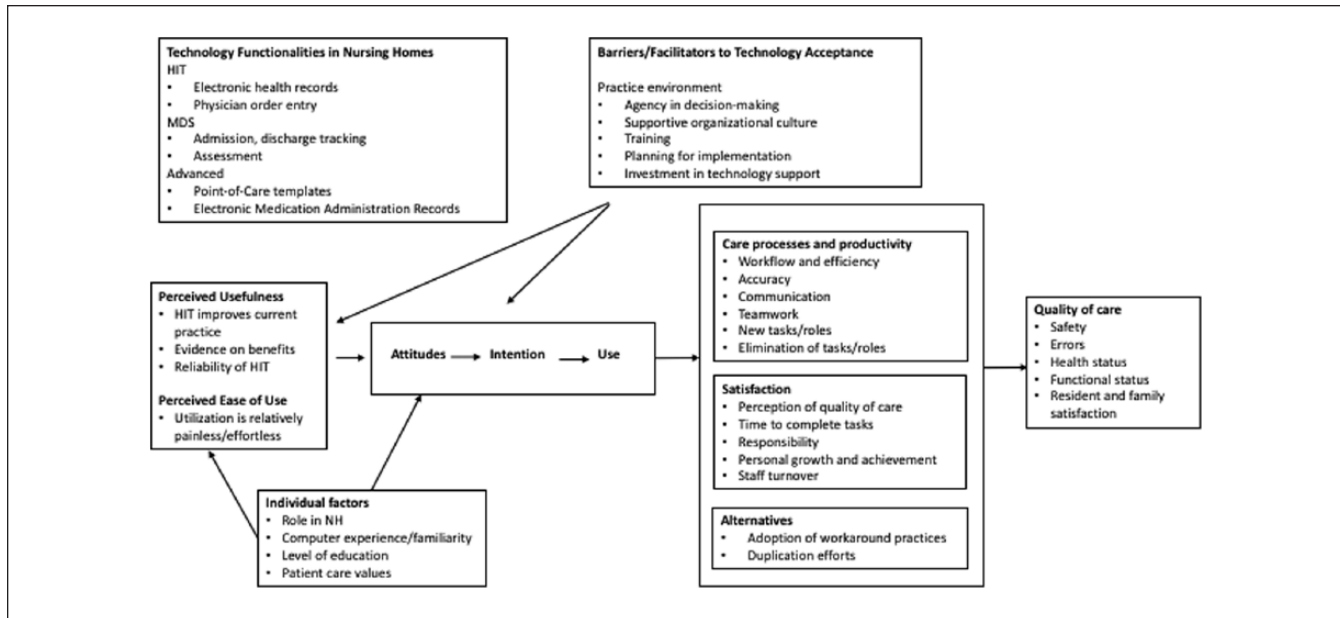 Technology Functionalities in Nursing Homes
HIT
• Electronic health records
• Physician order entry
MDS
• Admission, discharge tracking
• Assessment
Advanced
• Point-of-Care templates
• Electronic Medication Administration Records
Barriers/Facilitators to Technology Acceptance
Practice environment
• Agency in decision-making
• Supportive organizational culture
• Training
• Planning for implementation
• Investment in technology support
Perceived Usefulness
• HIT improves current
practice
• Evidence on benefits
• Reliability of HIT
Perceived Ease of Use
• Utilization is relatively
painless/effortless
Attitudes Intention Use
Individual factors
• Role in NH
• Computer experience/familiarity
• Level of education
• Patient care values
Care processes and productivity
• Workflow and efficiency
• Accuracy
• Communication
• Teamwork
• New tasks/roles
• Elimination of tasks/roles
Satisfaction
• Perception of quality of care
• Time to complete tasks
• Responsibility
• Personal growth and achievement
• Staff turnover
Alternatives
• Adoption of workaround practices
• Duplication efforts
Quality of care
• Safety
• Errors
• Health status
• Functional status
• Resident and family
satisfaction